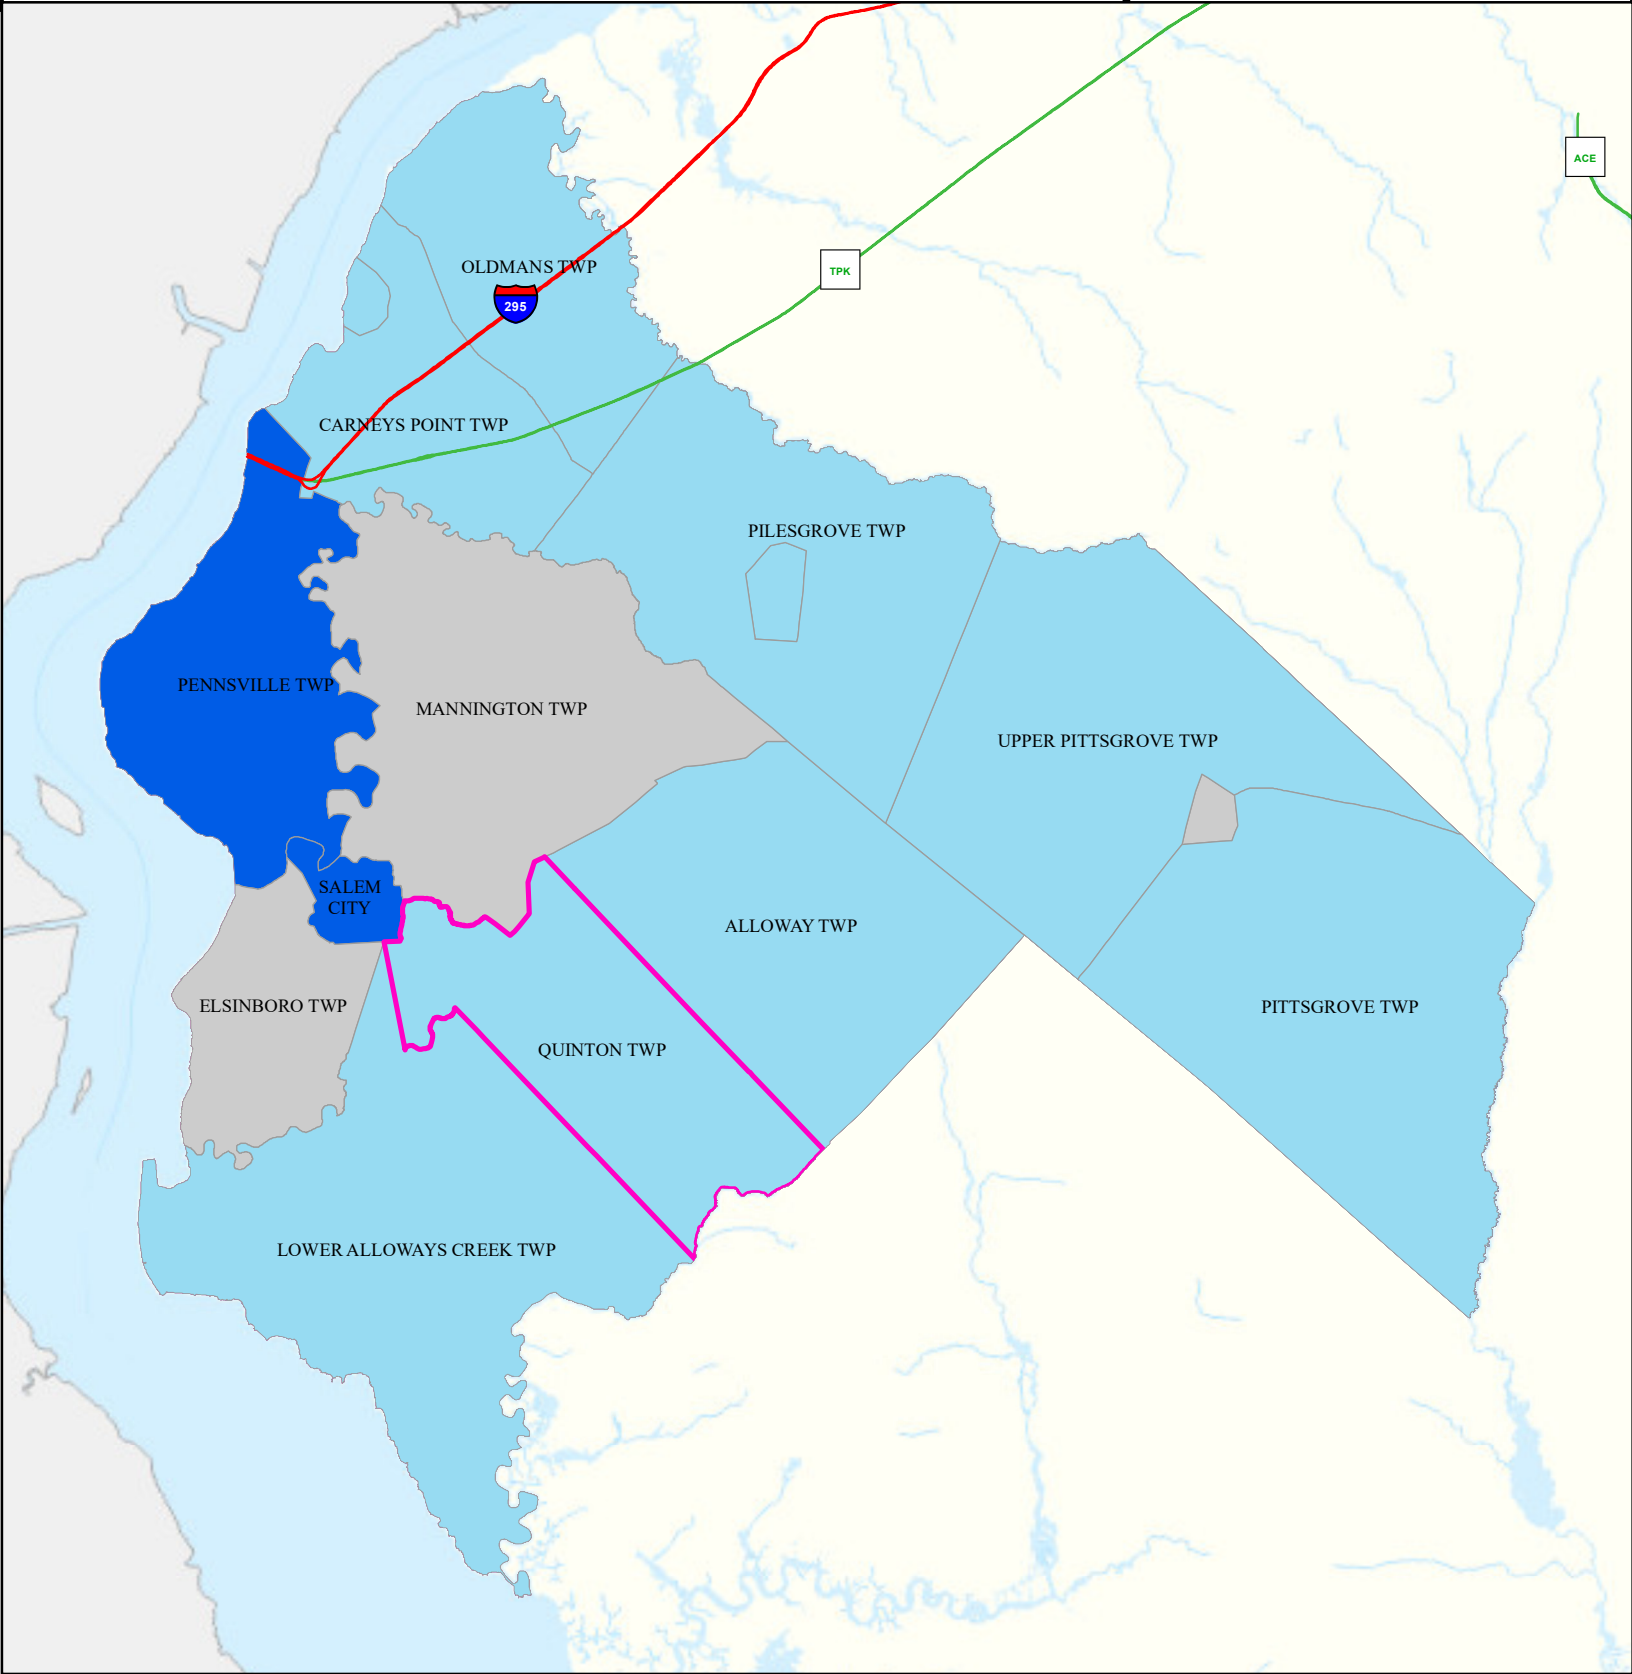 ACE
OLDMANS TWP
TPK
295
CARNEYS POINT TWP
PILESGROVE TWP
PENNSVILLE TWP
MANNINGTON TWP
UPPER PITTSGROVE TWP
SALEM
CITY
ALLOWAY TWP
ELSINBORO TWP
PITTSGROVE TWP
QUINTON TWP
LOWER ALLOWAYS CREEK TWP